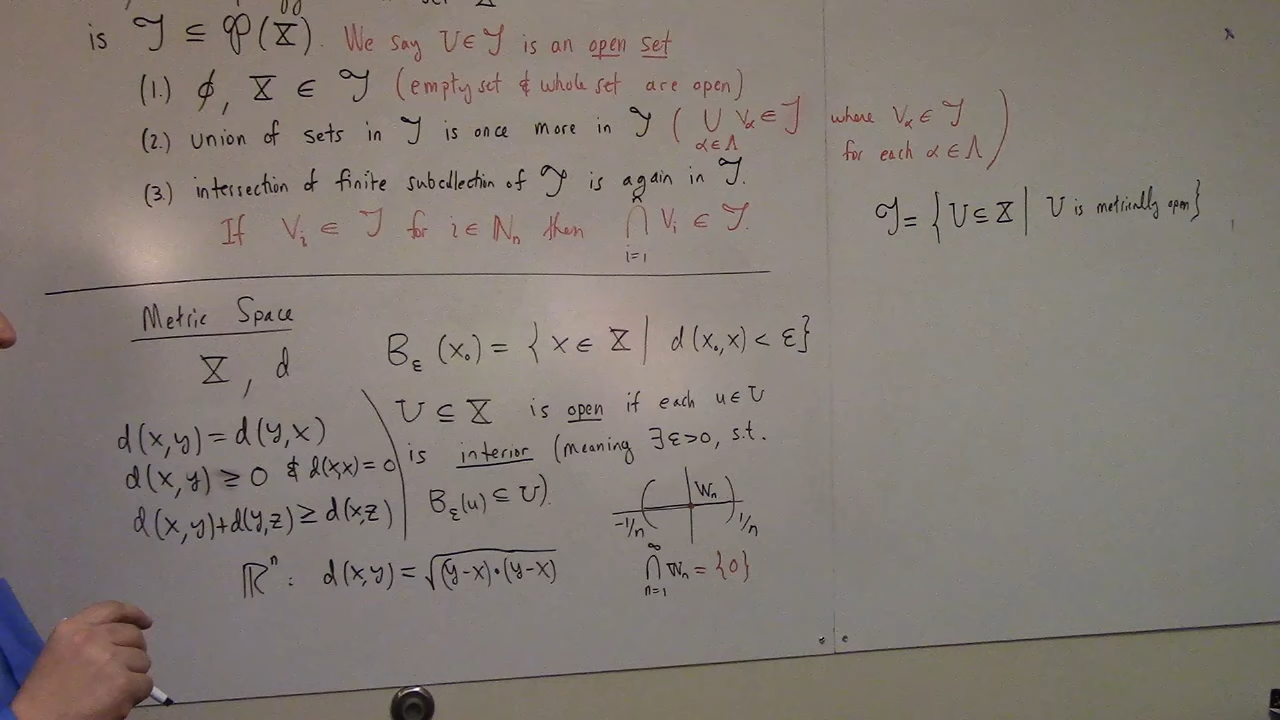 is 𝒯 ⊆ 𝒫(X). We say U ∈ 𝒯 is an open set
(1.) ϕ, X ∈ 𝒯 (empty set & whole set are open)
(2.) union of sets in 𝒯 is once more in 𝒯 ( ⋃_{α∈Λ} V_α ∈ 𝒯 where V_α ∈ 𝒯 for each α ∈ Λ )
(3.) intersection of finite subcollection of 𝒯 is again in 𝒯.
If V_i ∈ 𝒯 for i ∈ ℕ_n then ⋂_{i=1}^{n} V_i ∈ 𝒯.
𝒯 = { U ⊆ X | U is metrically open }
Metric Space
X, d
d(x,y) = d(y,x)
d(x,y) ≥ 0 & d(x,x) = 0
d(x,y) + d(y,z) ≥ d(x,z)
B_ε(x_0) = { x ∈ X | d(x_0,x) < ε }
U ⊆ X is open if each u ∈ U
is interior (meaning ∃ε>0, s.t.
B_ε(u) ⊆ U).
W_n
-1/n 1/n
ℝ^n : d(x,y) = √((y-x)•(y-x))
⋂_{n=1}^{∞} W_n = {0}